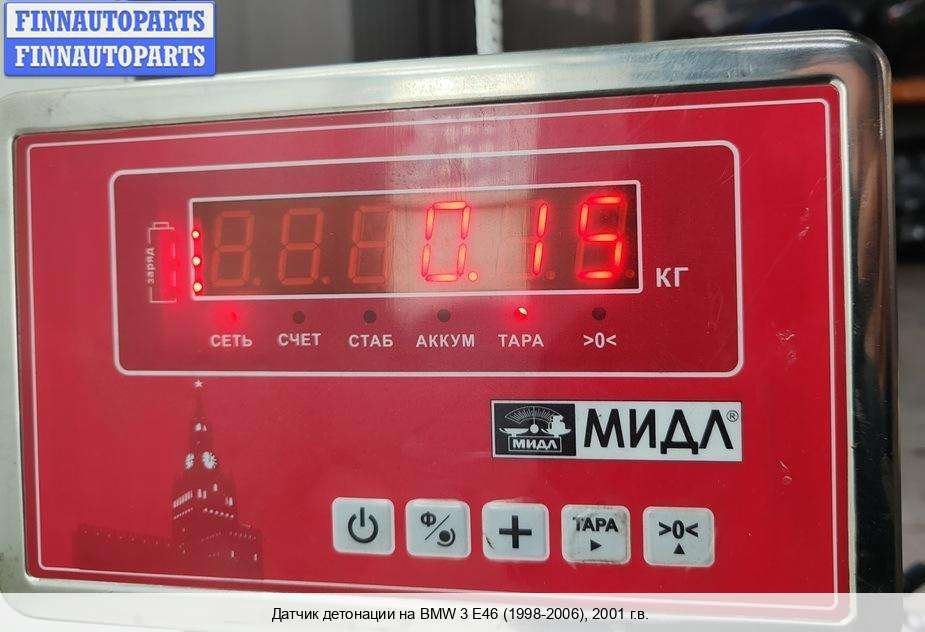 FINNAUTOPARTS
FINNAUTOPARTS
заряд
0.15
КГ
СЕТЬ СЧЕТ СТАБ АККУМ ТАРА >0<
МИДЛ МИДЛ®
Ф ТАРА >0<
Датчик детонации на BMW 3 E46 (1998-2006), 2001 г.в.